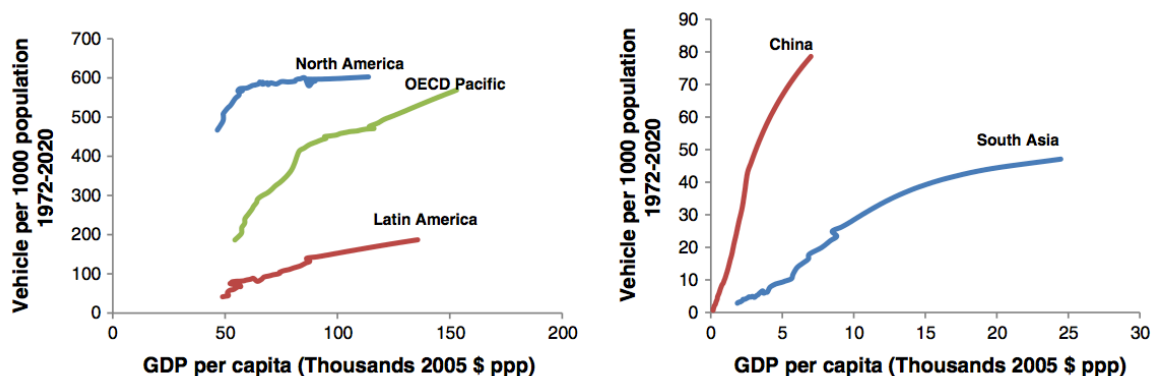 Vehicle per 1000 population
1972-2020
700
600
500
400
300
200
100
0
North America
OECD Pacific
Latin America
0 50 100 150 200
GDP per capita (Thousands 2005 $ ppp)
Vehicle per 1000 population
1972-2020
90
80
70
60
50
40
30
20
10
0
China
South Asia
0 5 10 15 20 25 30
GDP per capita (Thousands 2005 $ ppp)